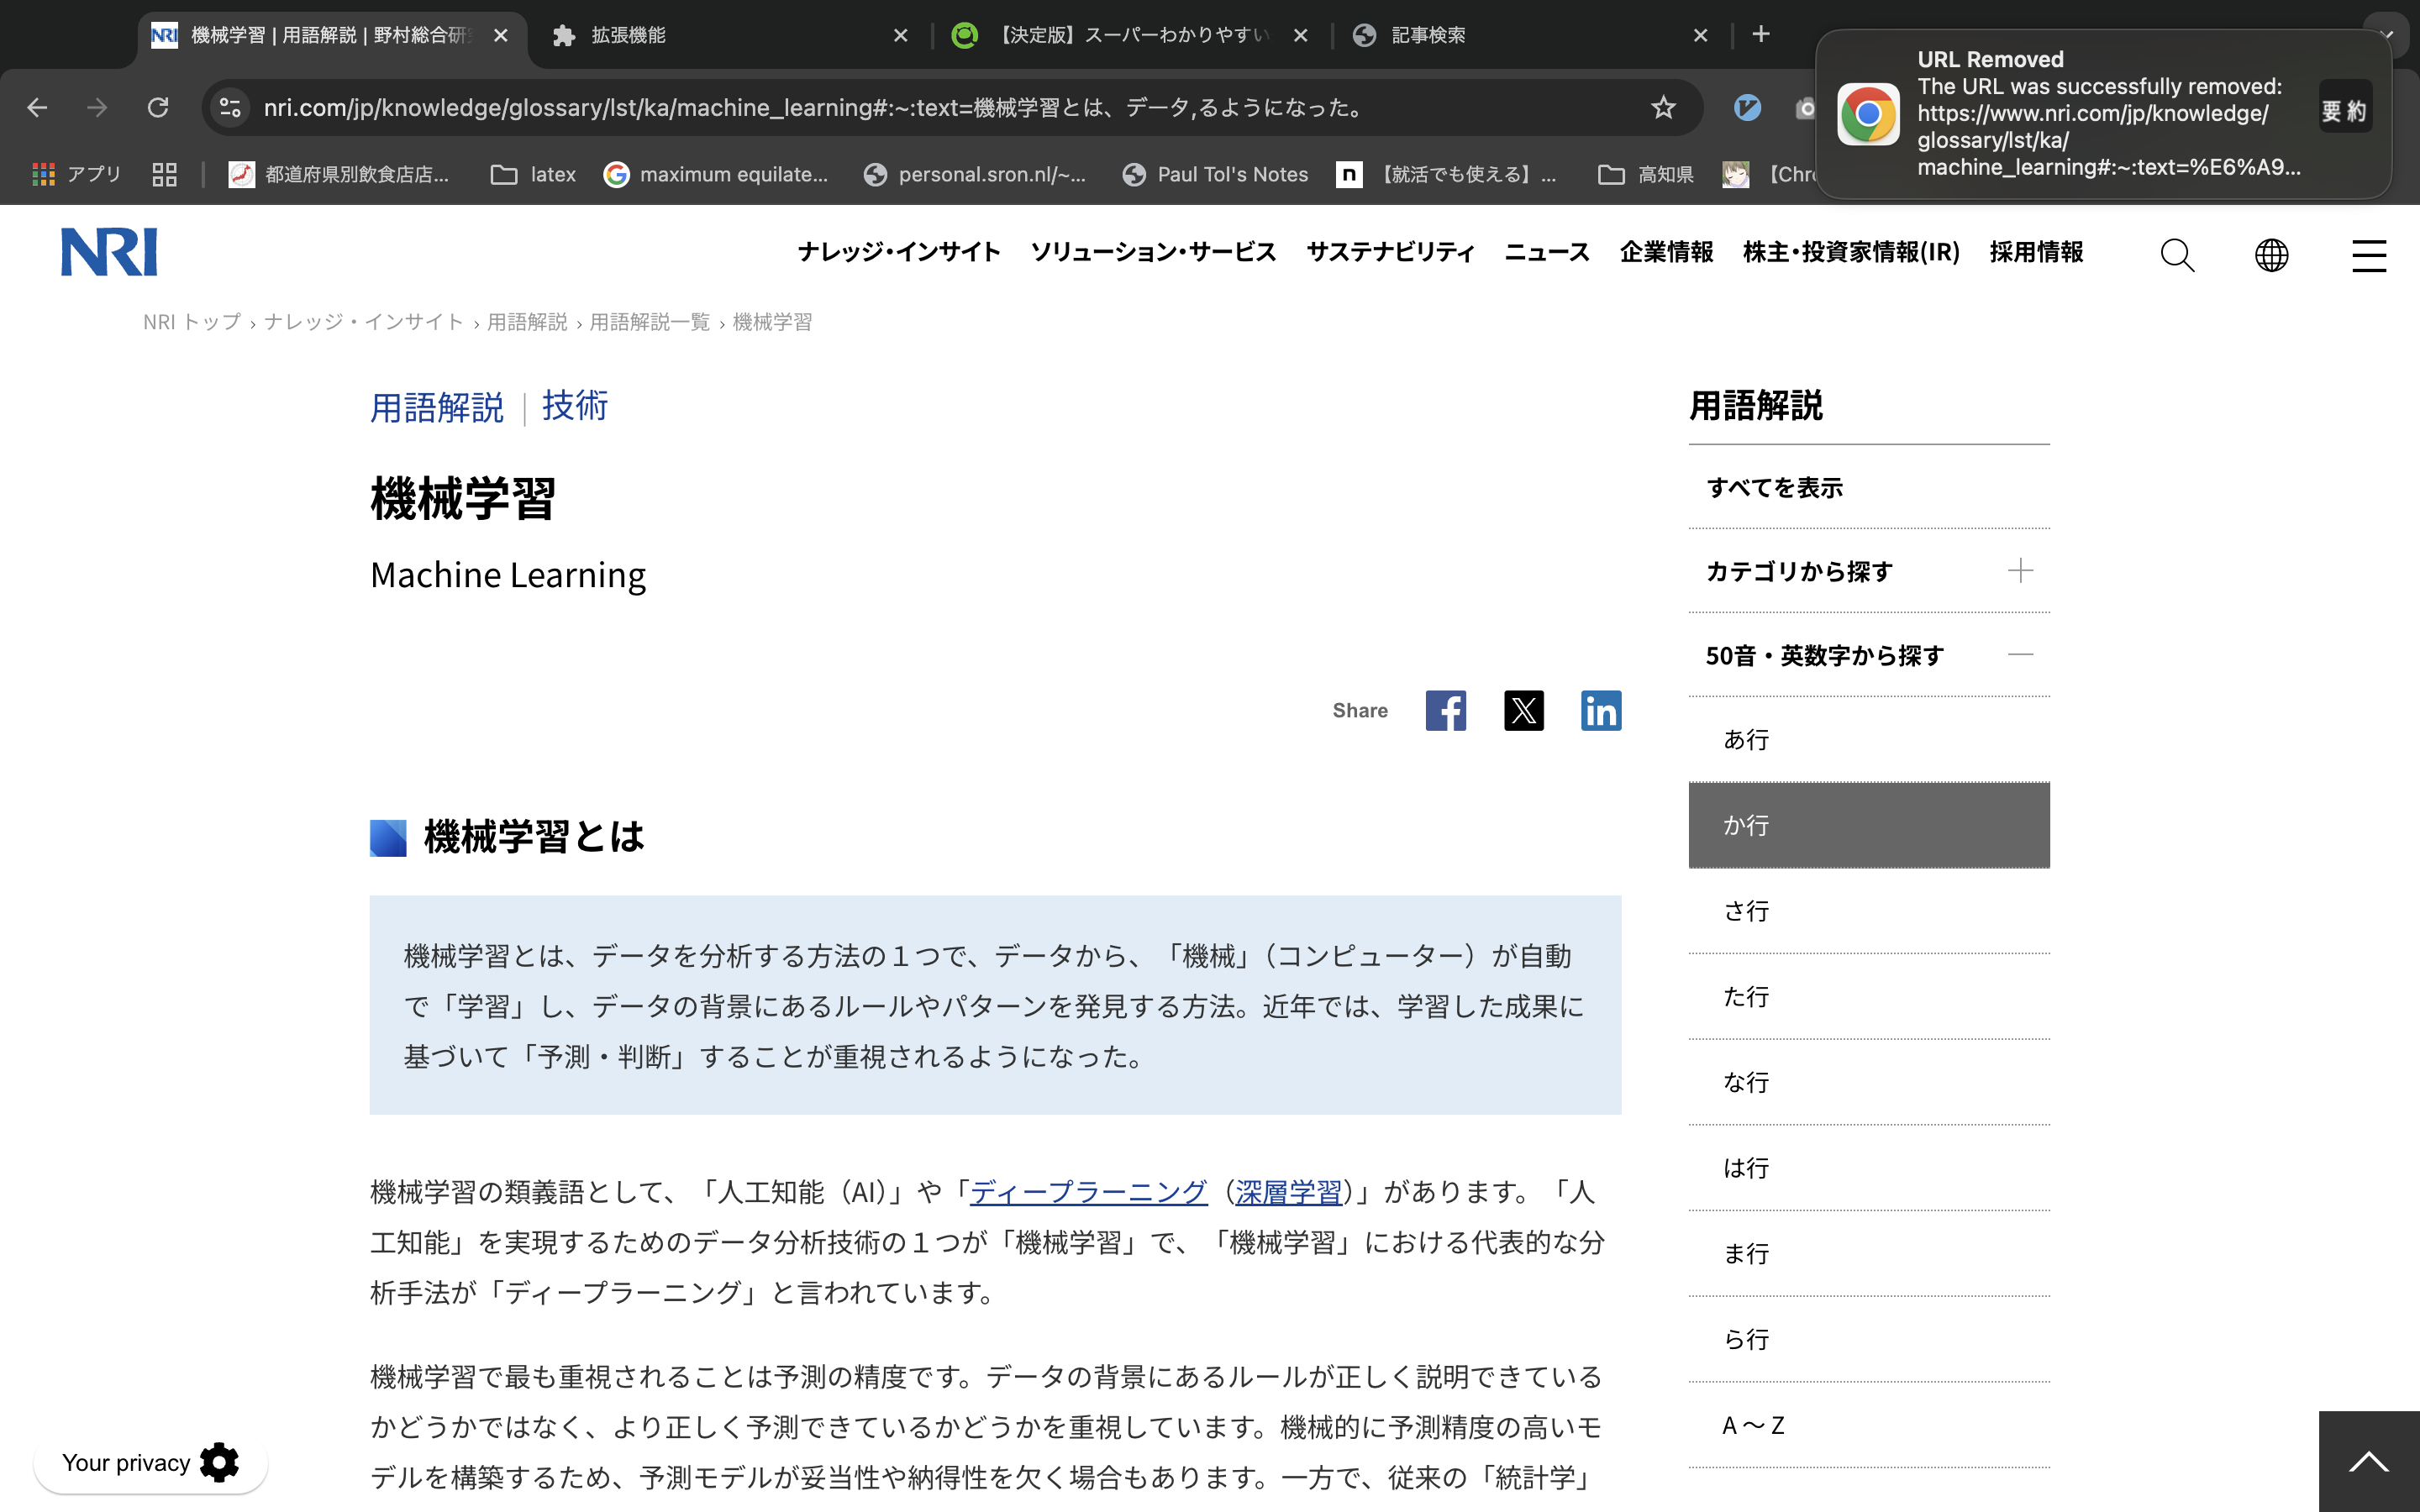 機械学習 | 用語解説 | 野村総合研
拡張機能
【決定版】スーパーわかりやすい
記事検索
nri.com/jp/knowledge/glossary/lst/ka/machine_learning#:~:text=機械学習とは、データ,るようになった。
URL Removed
The URL was successfully removed:
https://www.nri.com/jp/knowledge/
glossary/lst/ka/
machine_learning#:~:text=%E6%A9...
要約
アプリ
都道府県別飲食店店...
latex
maximum equilate...
personal.sron.nl/~...
Paul Tol's Notes
【就活でも使える】...
高知県
【Chro
NRI
ナレッジ・インサイト
ソリューション・サービス
サステナビリティ
ニュース
企業情報
株主・投資家情報(IR)
採用情報
NRI トップ › ナレッジ・インサイト › 用語解説 › 用語解説一覧 › 機械学習
用語解説 | 技術
機械学習
Machine Learning
Share
機械学習とは
機械学習とは、データを分析する方法の１つで、データから、「機械」（コンピューター）が自動
で「学習」し、データの背景にあるルールやパターンを発見する方法。近年では、学習した成果に
基づいて「予測・判断」することが重視されるようになった。
機械学習の類義語として、「人工知能（AI）」や「ディープラーニング（深層学習）」があります。「人
工知能」を実現するためのデータ分析技術の１つが「機械学習」で、「機械学習」における代表的な分
析手法が「ディープラーニング」と言われています。
機械学習で最も重視されることは予測の精度です。データの背景にあるルールが正しく説明できている
かどうかではなく、より正しく予測できているかどうかを重視しています。機械的に予測精度の高いモ
デルを構築するため、予測モデルが妥当性や納得性を欠く場合もあります。一方で、従来の「統計学」
用語解説
すべてを表示
カテゴリから探す
50音・英数字から探す
あ行
か行
さ行
た行
な行
は行
ま行
ら行
A ～ Z
Your privacy